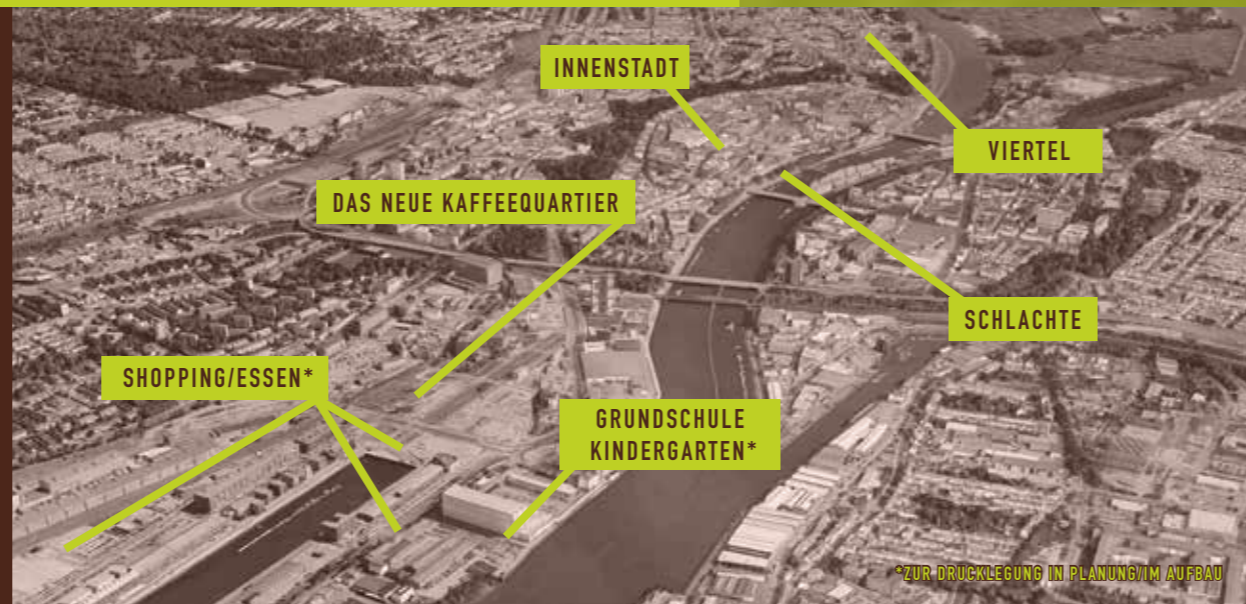 INNENSTADT
VIERTEL
DAS NEUE KAFFEEQUARTIER
SCHLACHTE
SHOPPING/ESSEN*
GRUNDSCHULE
KINDERGARTEN*
*ZUR DRUCKLEGUNG IN PLANUNG/IM AUFBAU